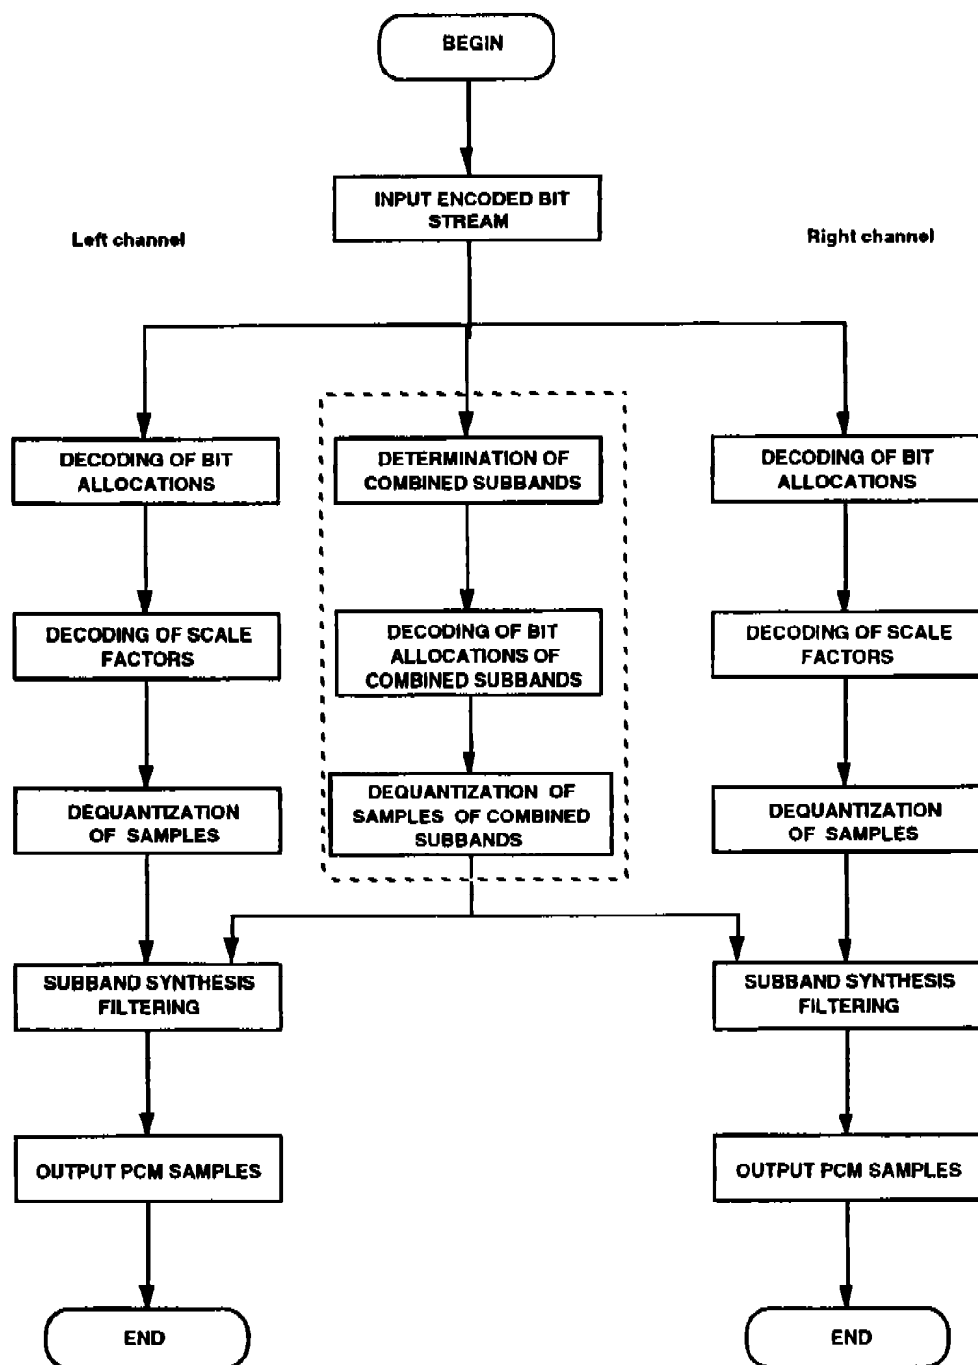 BEGIN
INPUT ENCODED BIT
STREAM
Left channel
Right channel
DECODING OF BIT
ALLOCATIONS
DETERMINATION OF
COMBINED SUBBANDS
DECODING OF BIT
ALLOCATIONS
DECODING OF SCALE
FACTORS
DECODING OF BIT
ALLOCATIONS OF
COMBINED SUBBANDS
DECODING OF SCALE
FACTORS
DEQUANTIZATION
OF SAMPLES
DEQUANTIZATION OF
SAMPLES OF COMBINED
SUBBANDS
DEQUANTIZATION
OF SAMPLES
SUBBAND SYNTHESIS
FILTERING
SUBBAND SYNTHESIS
FILTERING
OUTPUT PCM SAMPLES
OUTPUT PCM SAMPLES
END
END